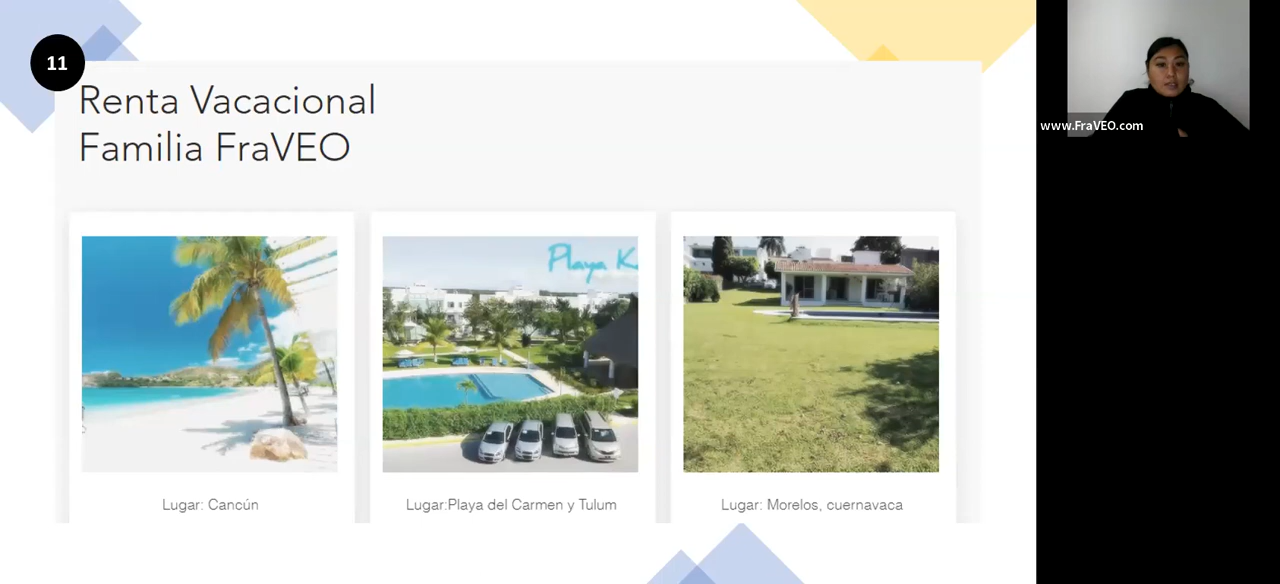 11
Renta Vacacional
Familia FraVEO
www.FraVEO.com
Playa K
Lugar: Cancún
Lugar:Playa del Carmen y Tulum
Lugar: Morelos, cuernavaca